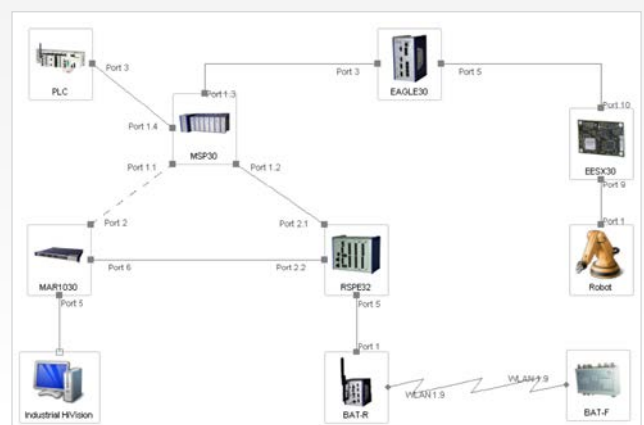 Port 3
PLC
Port 1.4
Port 1.3
MSP30
Port 1.1
Port 1.2
Port 3
EAGLE30
Port 5
Port 10
EESX30
Port 9
Port 1
Robot
Port 2
MAR1030
Port 6
Port 5
Port 2.1
Port 2.2
RSPE32
Port 5
Port 1
Industrial HiVision
BAT-R
WLAN 1.9
WLAN 1.9
BAT-F